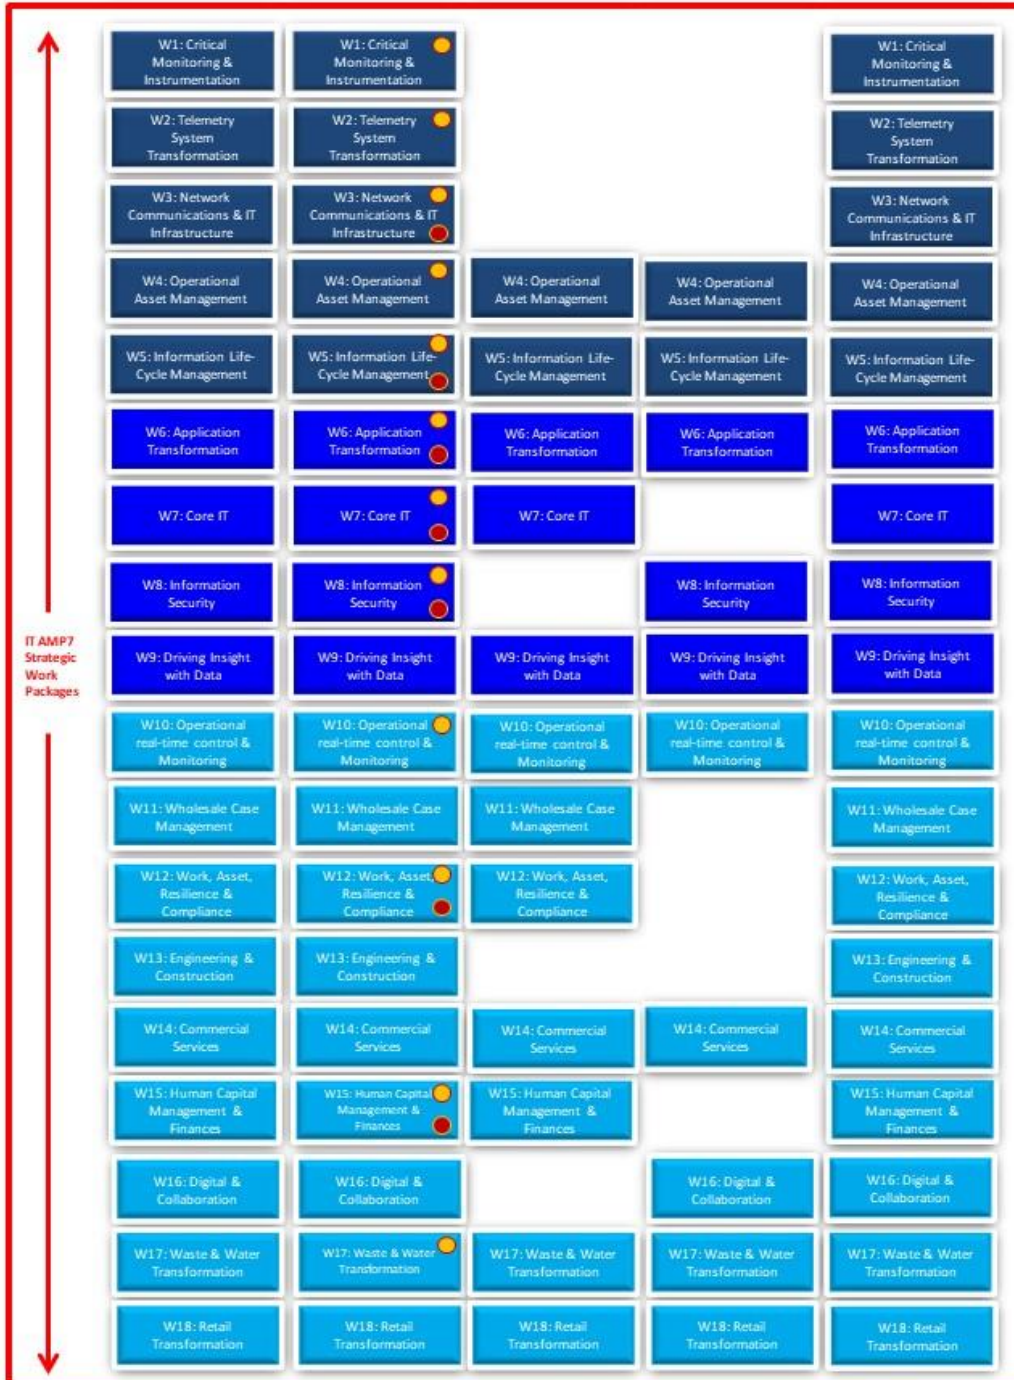 W1: Critical
Monitoring &
Instrumentation
W1: Critical
Monitoring &
Instrumentation
W1: Critical
Monitoring &
Instrumentation
W2: Telemetry
System
Transformation
W2: Telemetry
System
Transformation
W2: Telemetry
System
Transformation
W3: Network
Communications & IT
Infrastructure
W3: Network
Communications & IT
Infrastructure
W3: Network
Communications & IT
Infrastructure
W4: Operational
Asset Management
W4: Operational
Asset Management
W4: Operational
Asset Management
W4: Operational
Asset Management
W4: Operational
Asset Management
W5: Information Life-
Cycle Management
W5: Information Life-
Cycle Management
W5: Information Life-
Cycle Management
W5: Information Life-
Cycle Management
W5: Information Life-
Cycle Management
W6: Application
Transformation
W6: Application
Transformation
W6: Application
Transformation
W6: Application
Transformation
W6: Application
Transformation
W7: Core IT
W7: Core IT
W7: Core IT
W7: Core IT
W8: Information
Security
W8: Information
Security
W8: Information
Security
W8: Information
Security
IT AMP7
Strategic
Work
Packages
W9: Driving Insight
with Data
W9: Driving Insight
with Data
W9: Driving Insight
with Data
W9: Driving Insight
with Data
W9: Driving Insight
with Data
W10: Operational
real-time control &
Monitoring
W10: Operational
real-time control &
Monitoring
W10: Operational
real-time control &
Monitoring
W10: Operational
real-time control &
Monitoring
W10: Operational
real-time control &
Monitoring
W11: Wholesale Case
Management
W11: Wholesale Case
Management
W11: Wholesale Case
Management
W11: Wholesale Case
Management
W12: Work, Asset,
Resilience &
Compliance
W12: Work, Asset,
Resilience &
Compliance
W12: Work, Asset,
Resilience &
Compliance
W12: Work, Asset,
Resilience &
Compliance
W13: Engineering &
Construction
W13: Engineering &
Construction
W13: Engineering &
Construction
W14: Commercial
Services
W14: Commercial
Services
W14: Commercial
Services
W14: Commercial
Services
W14: Commercial
Services
W15: Human Capital
Management &
Finances
W15: Human Capital
Management &
Finances
W15: Human Capital
Management &
Finances
W15: Human Capital
Management &
Finances
W16: Digital &
Collaboration
W16: Digital &
Collaboration
W16: Digital &
Collaboration
W16: Digital &
Collaboration
W17: Waste & Water
Transformation
W17: Waste & Water
Transformation
W17: Waste & Water
Transformation
W17: Waste & Water
Transformation
W17: Waste & Water
Transformation
W18: Retail
Transformation
W18: Retail
Transformation
W18: Retail
Transformation
W18: Retail
Transformation
W18: Retail
Transformation